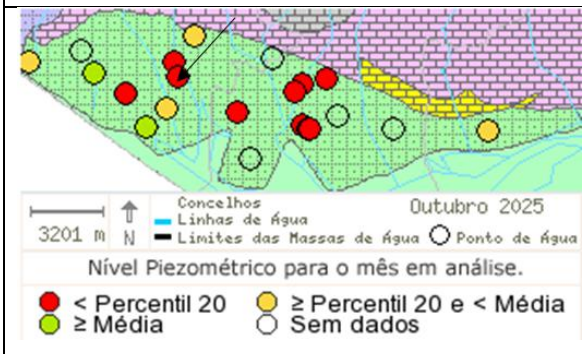 Concelhos
Linhas de Água
Outubro 2025
3201 m N Limites das Massas de Água Ponto de Água
Nível Piezométrico para o mês em análise.
< Percentil 20 ≥ Percentil 20 e < Média
≥ Média Sem dados